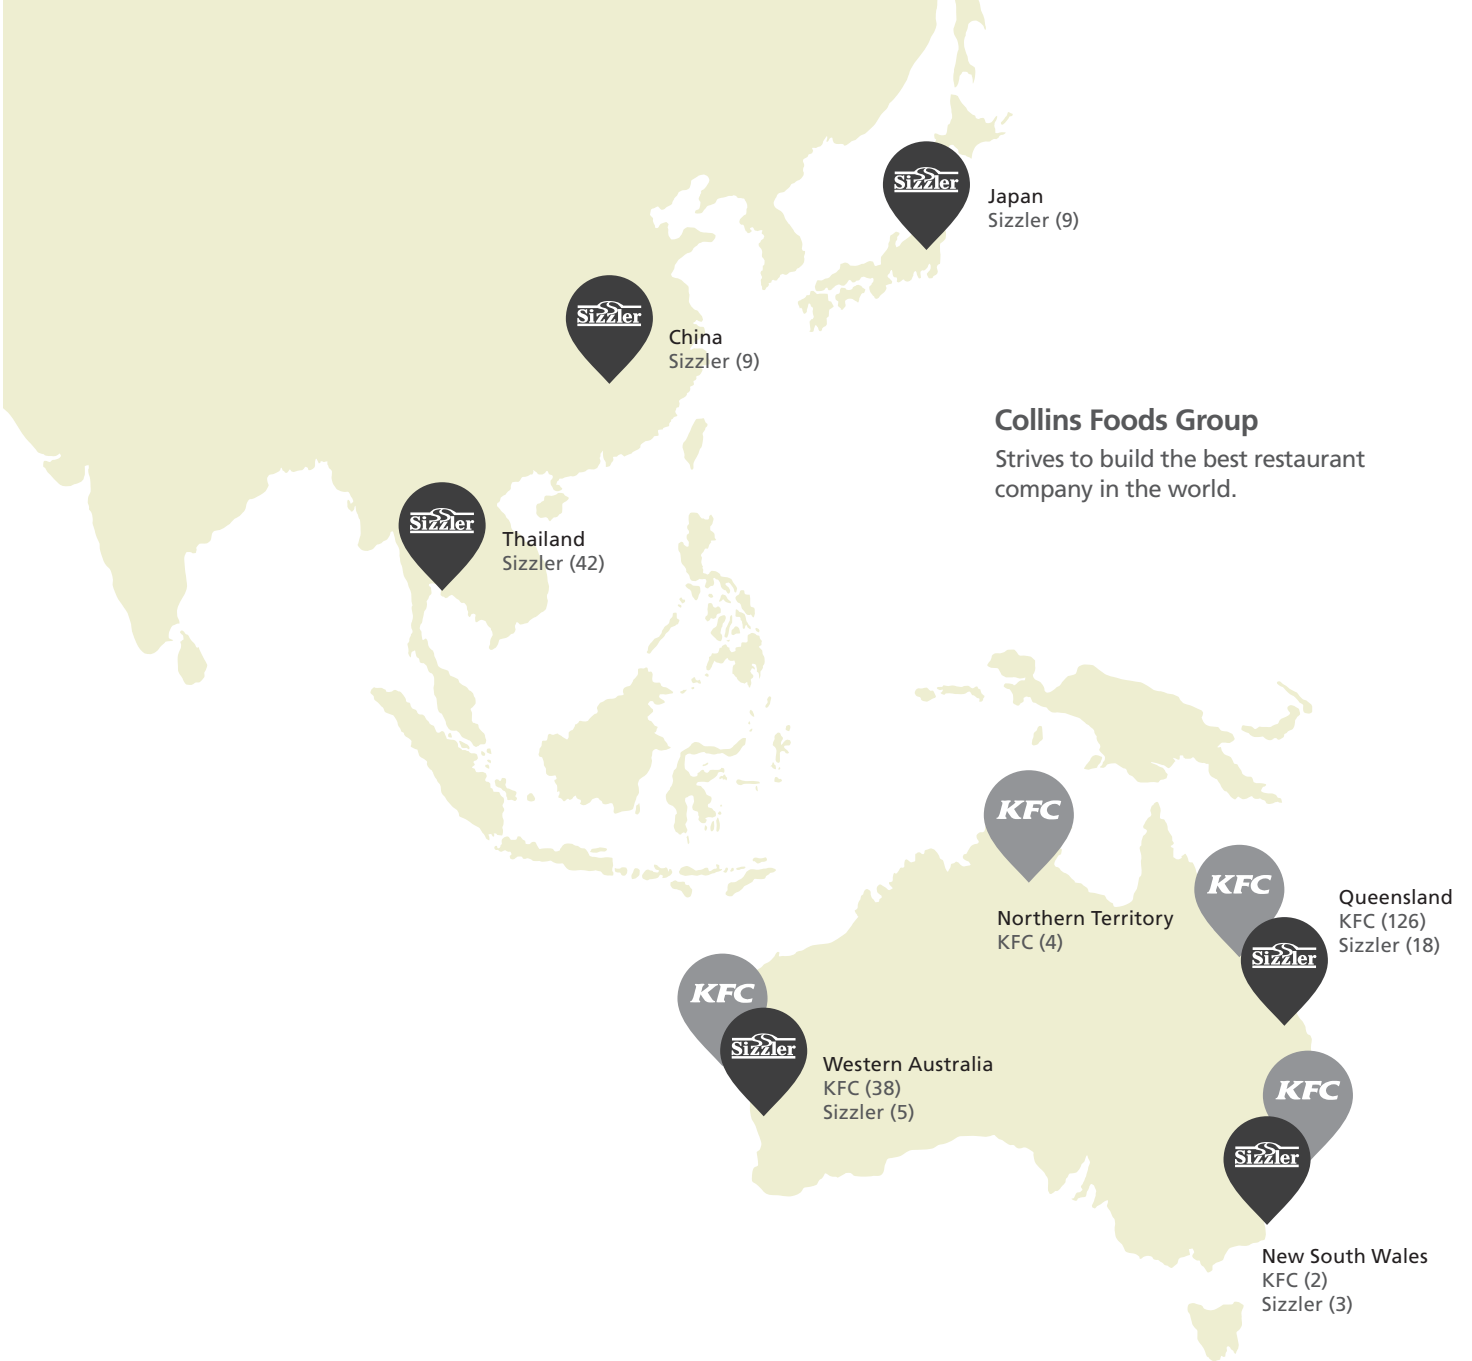 Sizzler
Japan
Sizzler (9)
Sizzler
China
Sizzler (9)
Collins Foods Group
Strives to build the best restaurant
company in the world.
Sizzler
Thailand
Sizzler (42)
KFC
Northern Territory
KFC (4)
KFC
Sizzler
Queensland
KFC (126)
Sizzler (18)
KFC
Sizzler
Western Australia
KFC (38)
Sizzler (5)
KFC
Sizzler
New South Wales
KFC (2)
Sizzler (3)